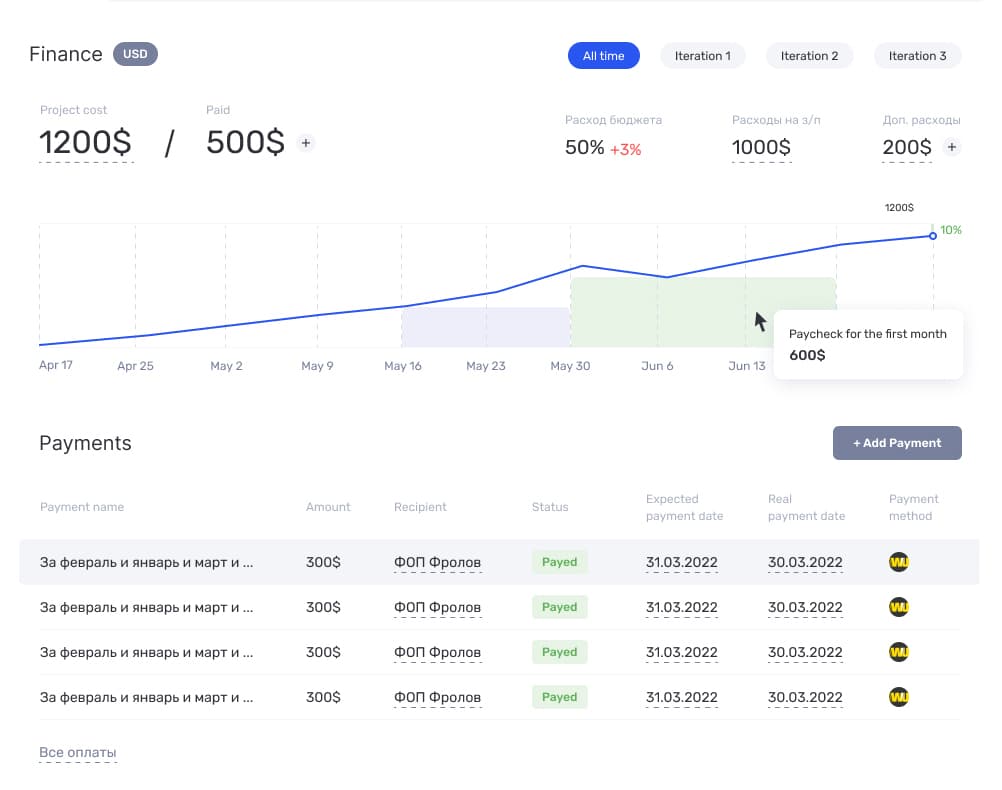 Finance USD
All time Iteration 1 Iteration 2 Iteration 3
Project cost Paid
1200$ / 500$ +
Расход бюджета Расходы на з/п Доп. расходы
50% +3% 1000$ 200$ +
1200$
10%
Paycheck for the first month
600$
Apr 17 Apr 25 May 2 May 9 May 16 May 23 May 30 Jun 6 Jun 13
Payments + Add Payment
Payment name Amount Recipient Status Expected payment date Real payment date Payment method
За февраль и январь и март и ... 300$ ФОП Фролов Payed 31.03.2022 30.03.2022 WU
За февраль и январь и март и ... 300$ ФОП Фролов Payed 31.03.2022 30.03.2022 WU
За февраль и январь и март и ... 300$ ФОП Фролов Payed 31.03.2022 30.03.2022 WU
За февраль и январь и март и ... 300$ ФОП Фролов Payed 31.03.2022 30.03.2022 WU
Все оплаты